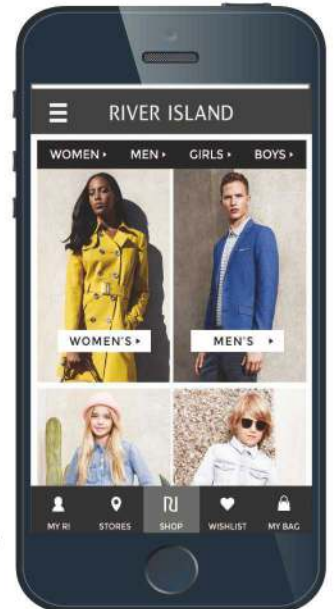 RIVER ISLAND
WOMEN MEN GIRLS BOYS
WOMEN'S MEN'S
MY RI STORES SHOP WISHLIST MY BAG